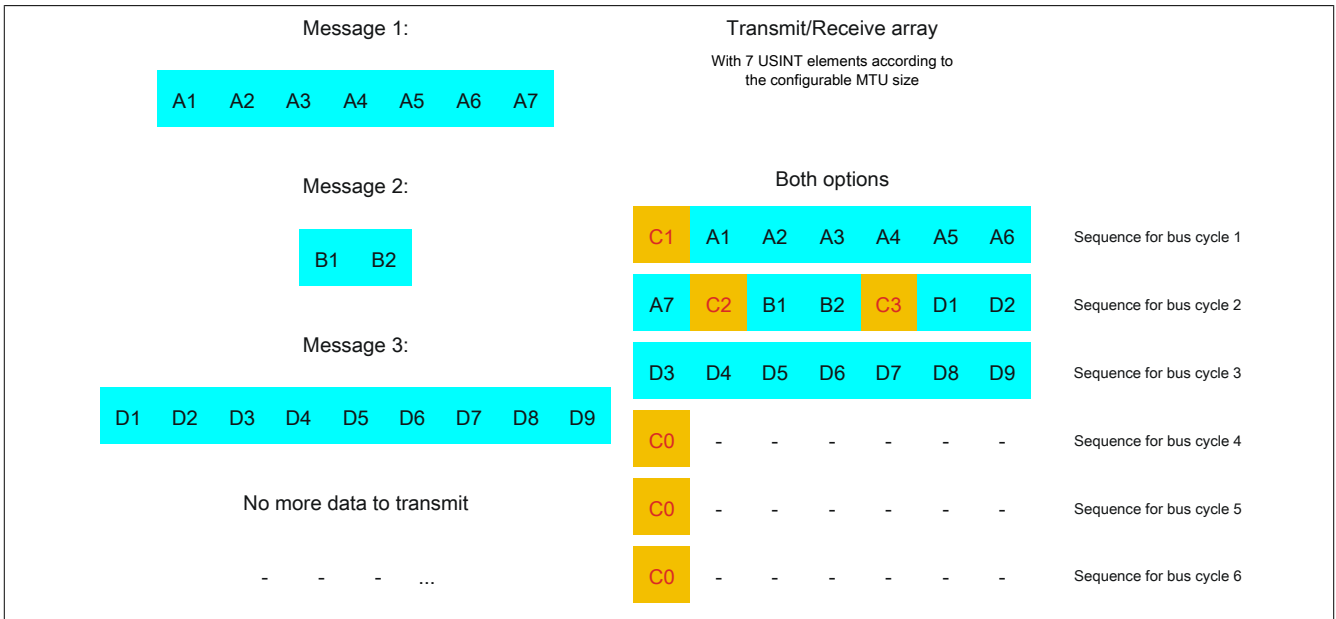 Message 1:
A1 A2 A3 A4 A5 A6 A7
Message 2:
B1 B2
Message 3:
D1 D2 D3 D4 D5 D6 D7 D8 D9
No more data to transmit
- - - ...
Transmit/Receive array
With 7 USINT elements according to
the configurable MTU size
Both options
C1 A1 A2 A3 A4 A5 A6 Sequence for bus cycle 1
A7 C2 B1 B2 C3 D1 D2 Sequence for bus cycle 2
D3 D4 D5 D6 D7 D8 D9 Sequence for bus cycle 3
C0 - - - - - - Sequence for bus cycle 4
C0 - - - - - - Sequence for bus cycle 5
C0 - - - - - - Sequence for bus cycle 6